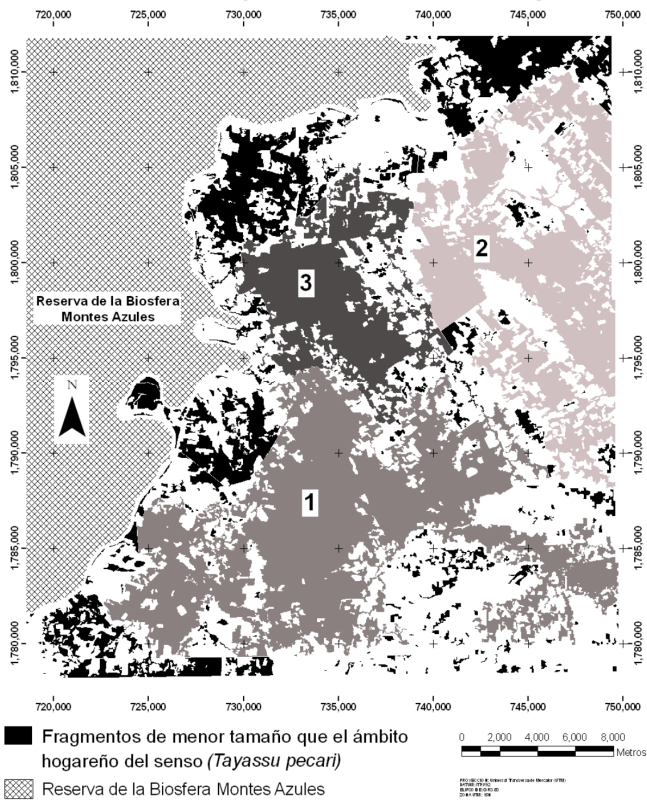 720,000 725,000 730,000 735,000 740,000 745,000 750,000
1,810,000 1,810,000
1,805,000 1,805,000
2
1,800,000 1,800,000
3
Reserva de la Biosfera
Montes Azules
1,795,000 1,795,000
N
1,790,000 1,790,000
1
1,785,000 1,785,000
1,780,000 1,780,000
720,000 725,000 730,000 735,000 740,000 745,000 750,000
Fragmentos de menor tamaño que el ámbito
hogareño del senso (Tayassu pecari)
Reserva de la Biosfera Montes Azules
0 2,000 4,000 6,000 8,000
Metros